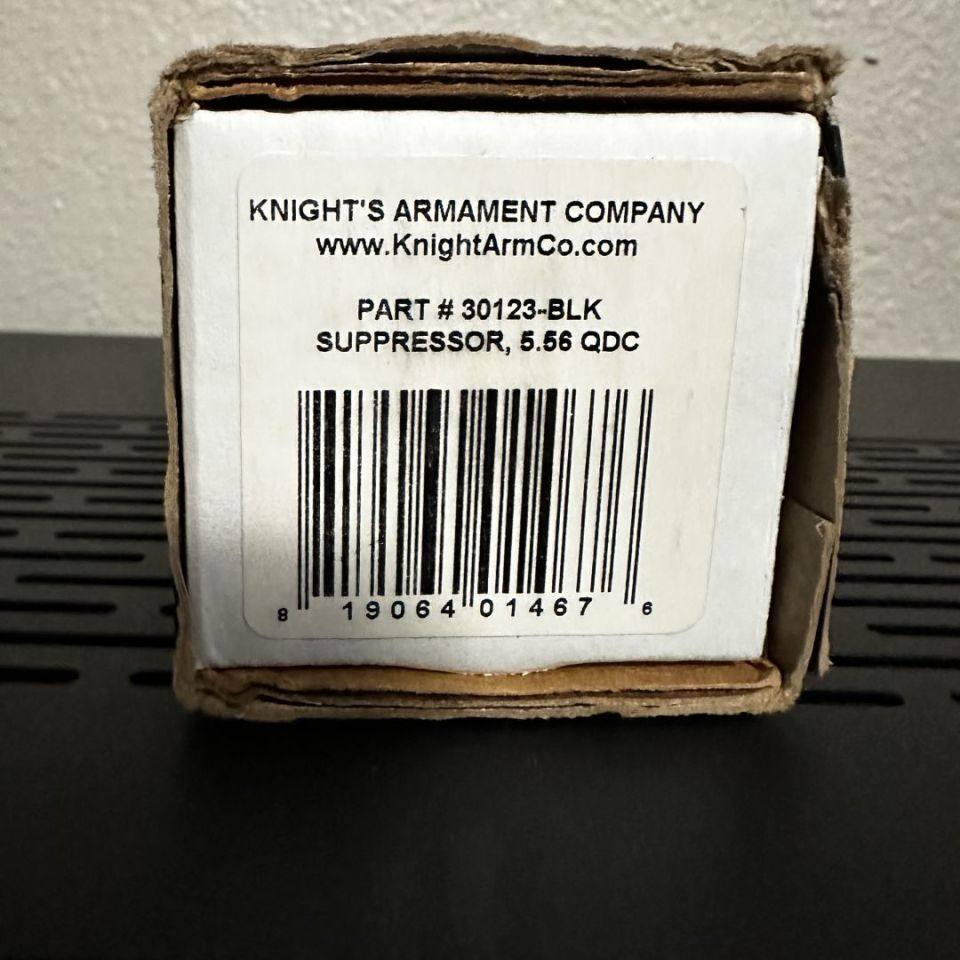 KNIGHT'S ARMAMENT COMPANY
www.KnightArmCo.com
PART # 30123-BLK
SUPPRESSOR, 5.56 QDC
8 19064 01467 6